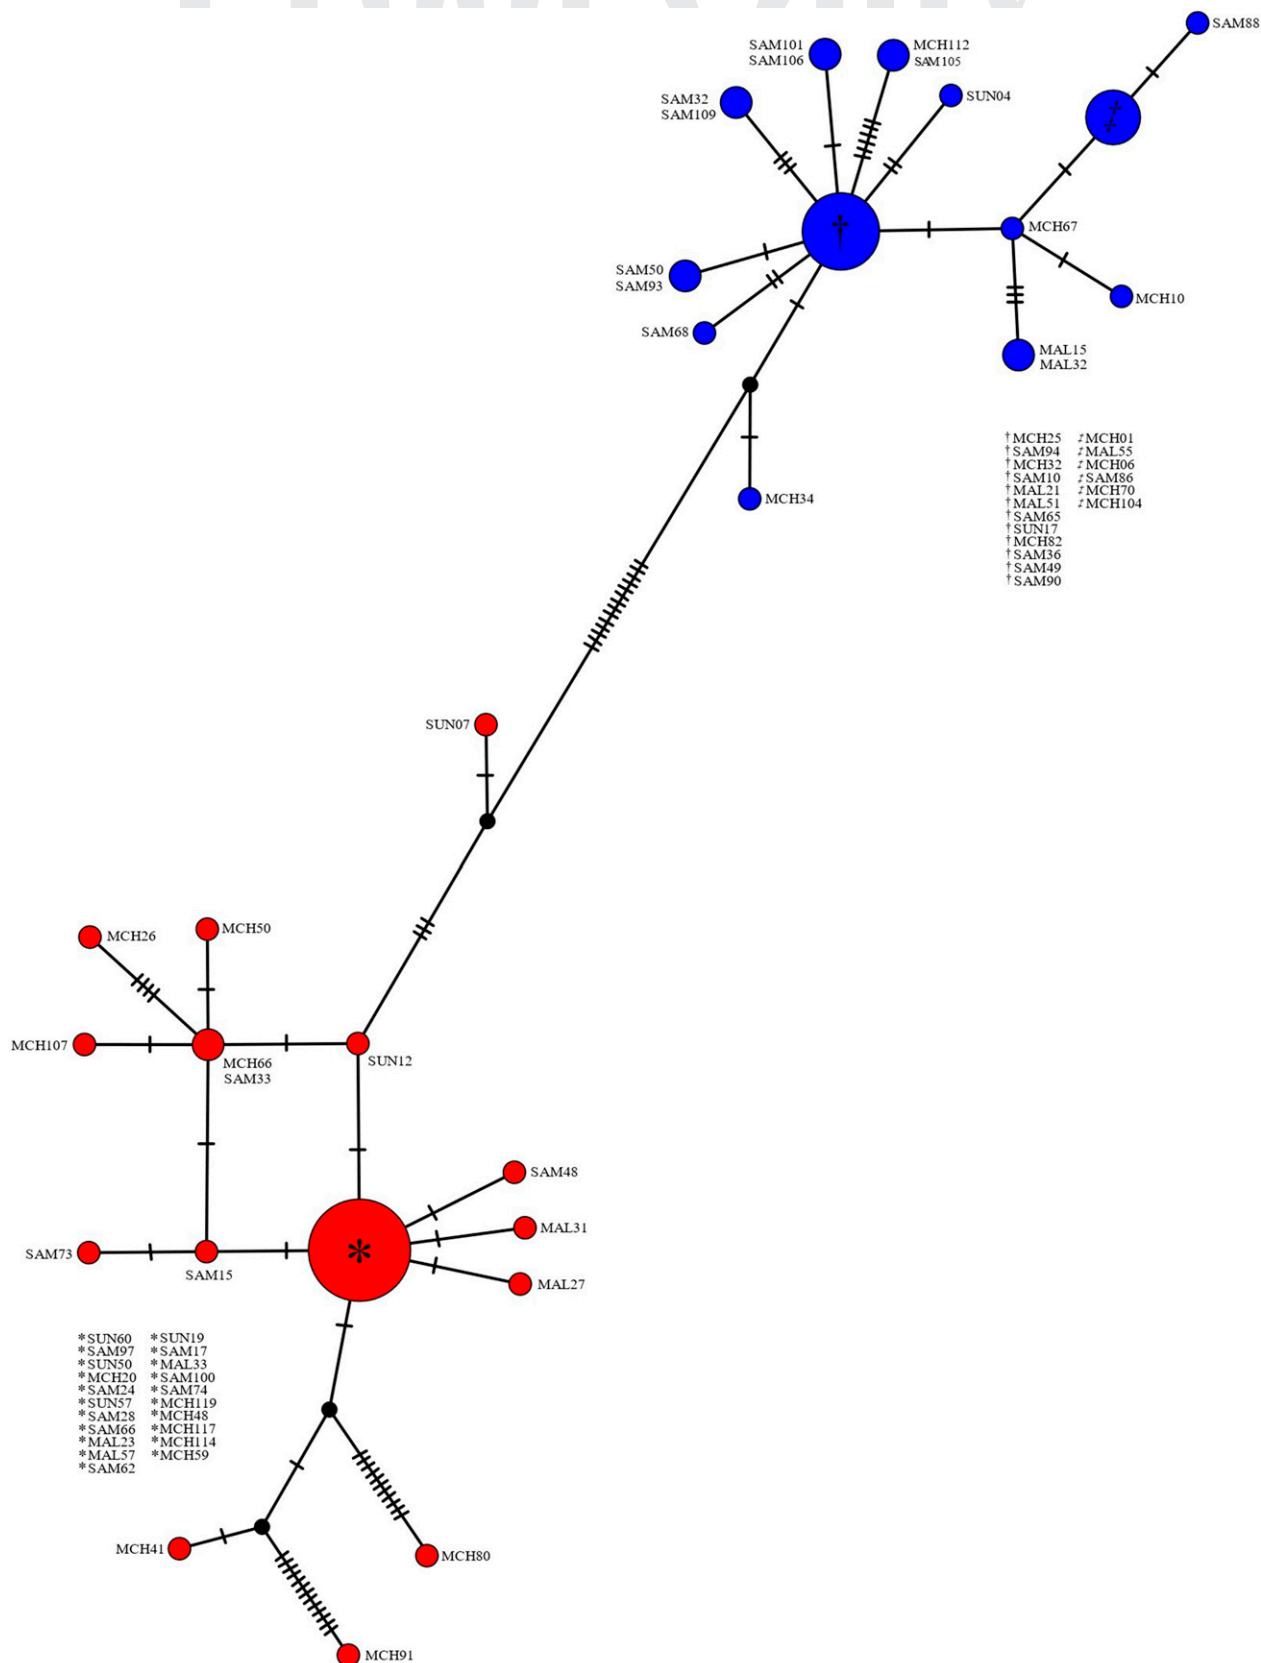 SAM88
SAM101
SAM106
MCH112
SAM105
SAM32
SAM109
SUN04
‡
†
MCH67
SAM50
SAM93
MCH10
SAM68
MAL15
MAL32
†MCH25 ‡MCH01
†SAM94 ‡MAL55
†MCH32 ‡MCH06
†SAM10 ‡SAM86
†MAL21 ‡MCH70
†MAL51 ‡MCH104
†SAM65
†SUN17
†MCH82
†SAM36
†SAM49
†SAM90
MCH34
SUN07
MCH26
MCH50
MCH107
MCH66
SAM33
SUN12
SAM48
MAL31
SAM73
SAM15
*
MAL27
*SUN60 *SUN19
*SAM97 *SAM17
*SUN50 *MAL33
*MCH20 *SAM100
*SAM24 *SAM74
*SUN57 *MCH119
*SAM28 *MCH48
*SAM66 *MCH117
*MAL23 *MCH114
*MAL57 *MCH59
*SAM62
MCH41
MCH80
MCH91